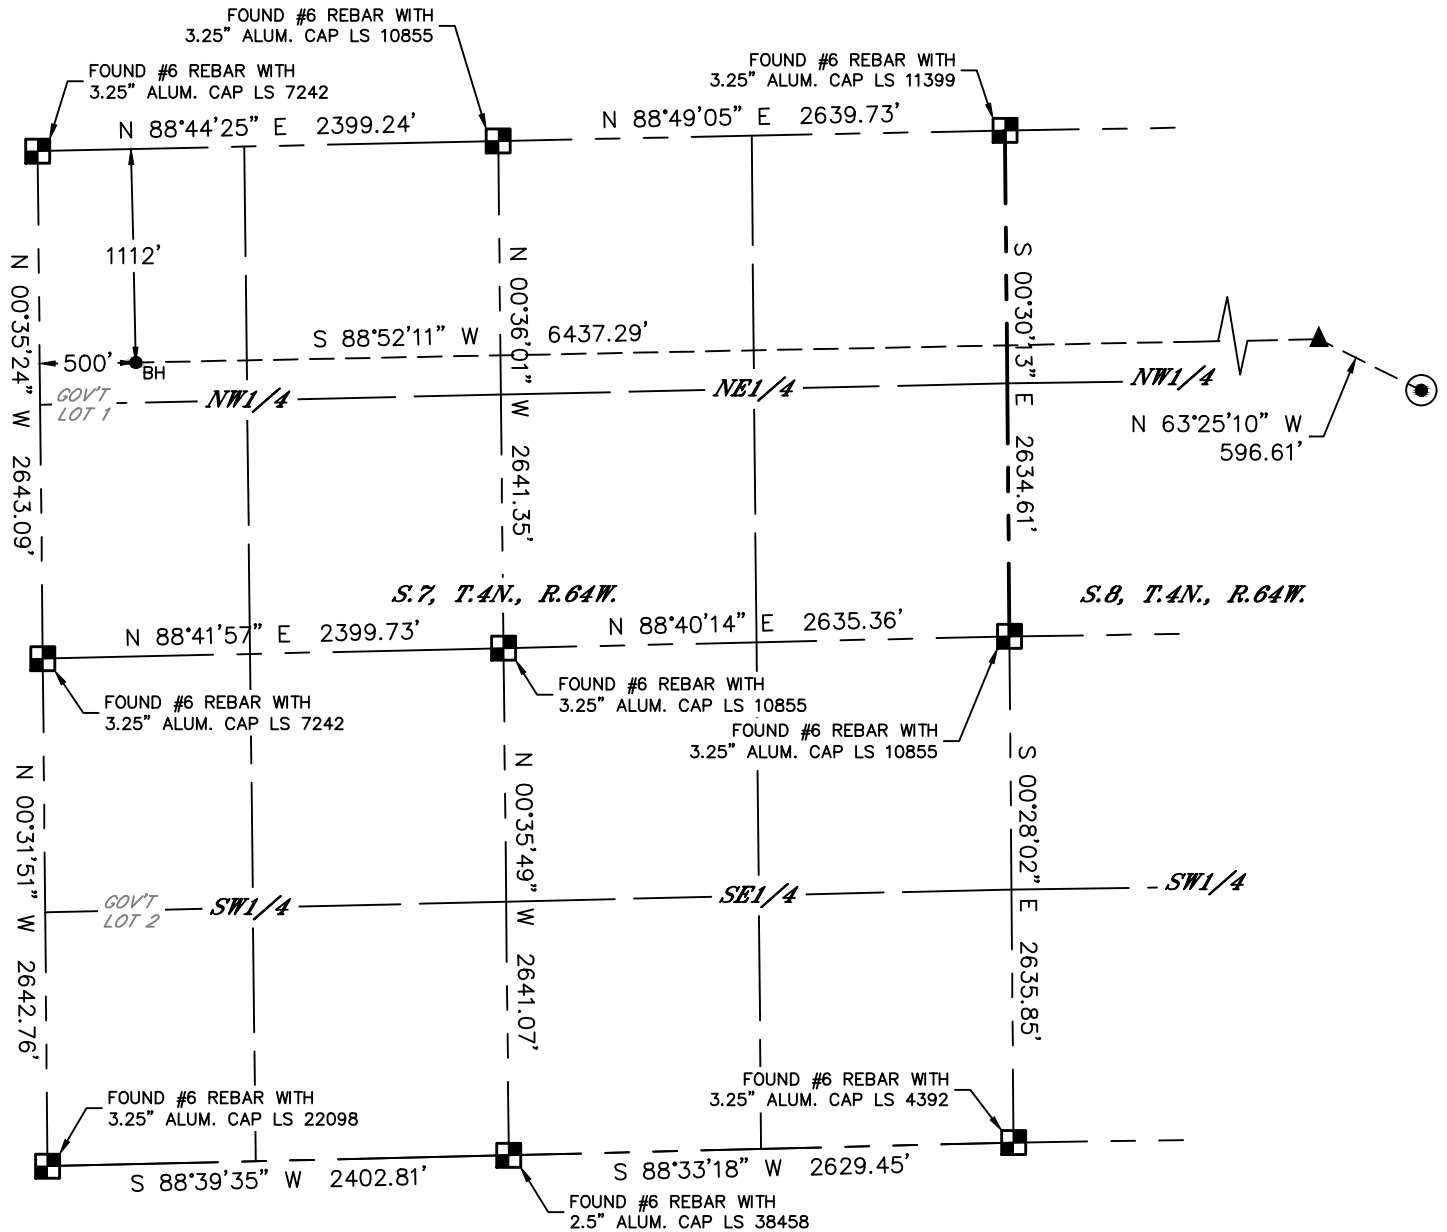 FOUND #6 REBAR WITH
3.25" ALUM. CAP LS 10855
FOUND #6 REBAR WITH
3.25" ALUM. CAP LS 7242
FOUND #6 REBAR WITH
3.25" ALUM. CAP LS 11399
N 88°44'25" E 2399.24'
N 88°49'05" E 2639.73'
1112'
N 00°35'24" W 2643.09'
N 00°36'01" W 2641.35'
S 00°30'13" E 2634.61'
S 88°52'11" W 6437.29'
500'
BH
GOV'T
LOT 1
NW1/4
NE1/4
NW1/4
N 63°25'10" W
596.61'
S.7, T.4N., R.64W.
S.8, T.4N., R.64W.
N 88°41'57" E 2399.73'
N 88°40'14" E 2635.36'
FOUND #6 REBAR WITH
3.25" ALUM. CAP LS 7242
FOUND #6 REBAR WITH
3.25" ALUM. CAP LS 10855
FOUND #6 REBAR WITH
3.25" ALUM. CAP LS 10855
N 00°31'51" W 2642.76'
N 00°35'49" W 2641.07'
S 00°28'02" E 2635.85'
GOV'T
LOT 2
SW1/4
SE1/4
SW1/4
FOUND #6 REBAR WITH
3.25" ALUM. CAP LS 22098
FOUND #6 REBAR WITH
3.25" ALUM. CAP LS 4392
S 88°39'35" W 2402.81'
S 88°33'18" W 2629.45'
FOUND #6 REBAR WITH
2.5" ALUM. CAP LS 38458